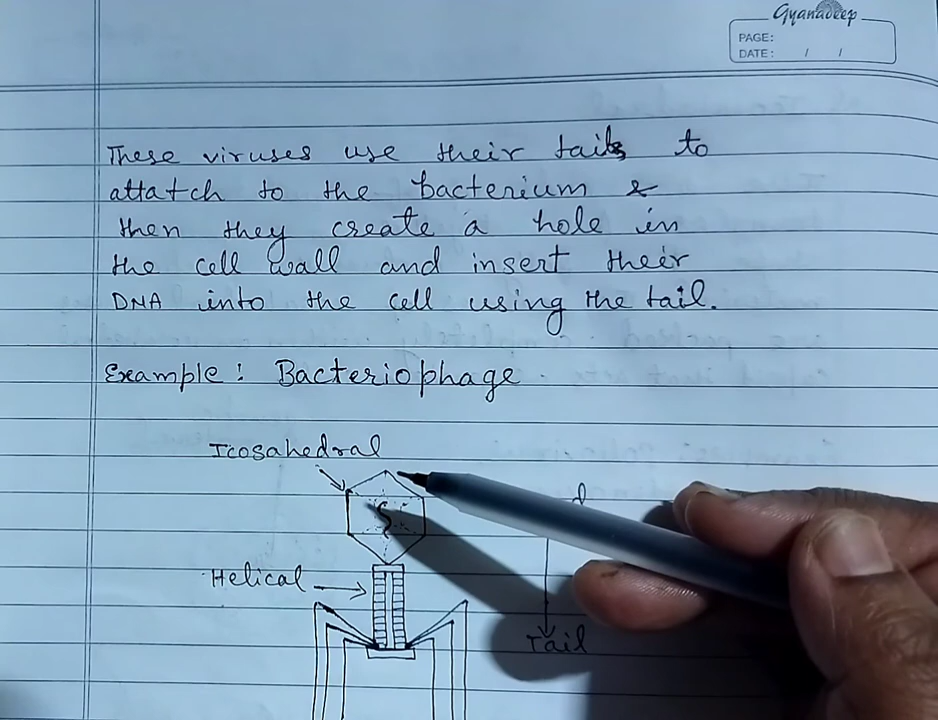 Gyanadeep
PAGE:
DATE: / /
These viruses use their tails to
attatch to the bacterium &
then they create a hole in
the cell wall and insert their
DNA into the cell using the tail.
Example: Bacteriophage
Icosahedral
Helical
Tail